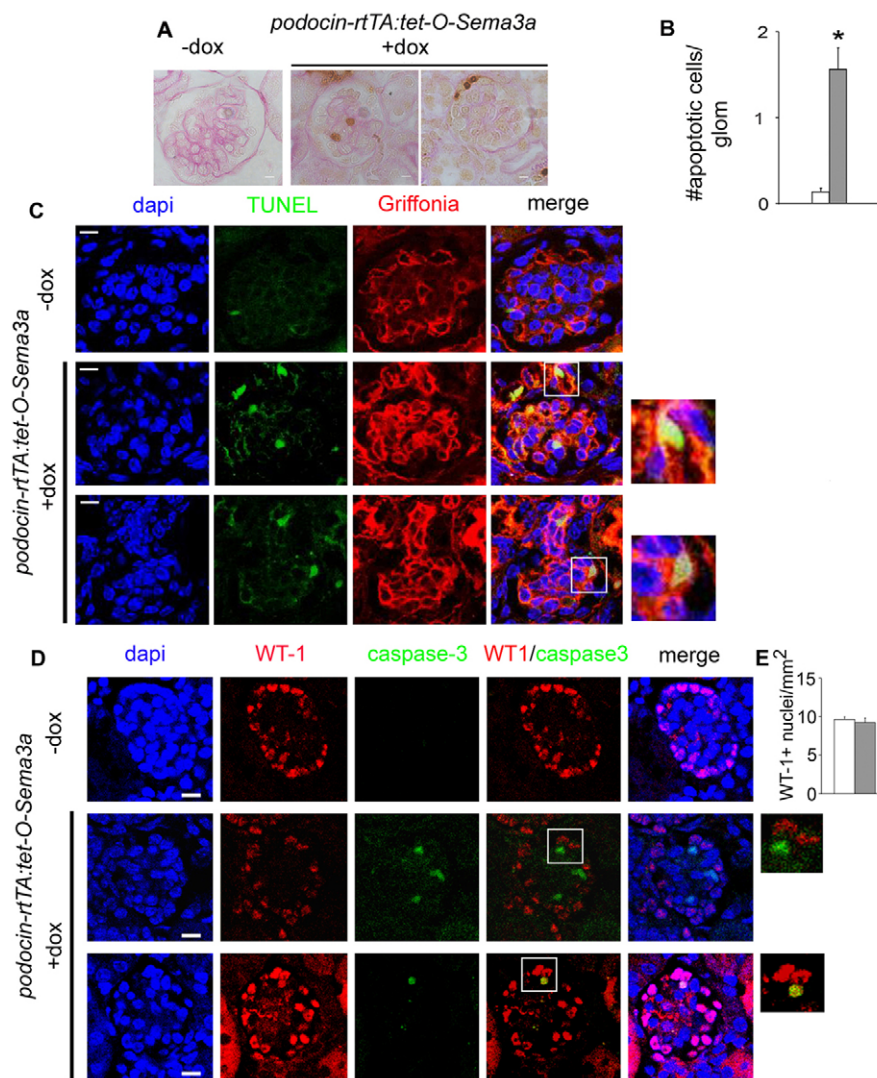 A
podocin-rtTA:tet-O-Sema3a
-dox
+dox
B
#apoptotic cells/
glom
2
*
1
0
C
dapi
TUNEL
Griffonia
merge
-dox
podocin-rtTA:tet-O-Sema3a
+dox
D
dapi
WT-1
caspase-3
WT1/caspase3
merge
-dox
podocin-rtTA:tet-O-Sema3a
+dox
E
WT-1+ nuclei/mm2
15
10
5
0